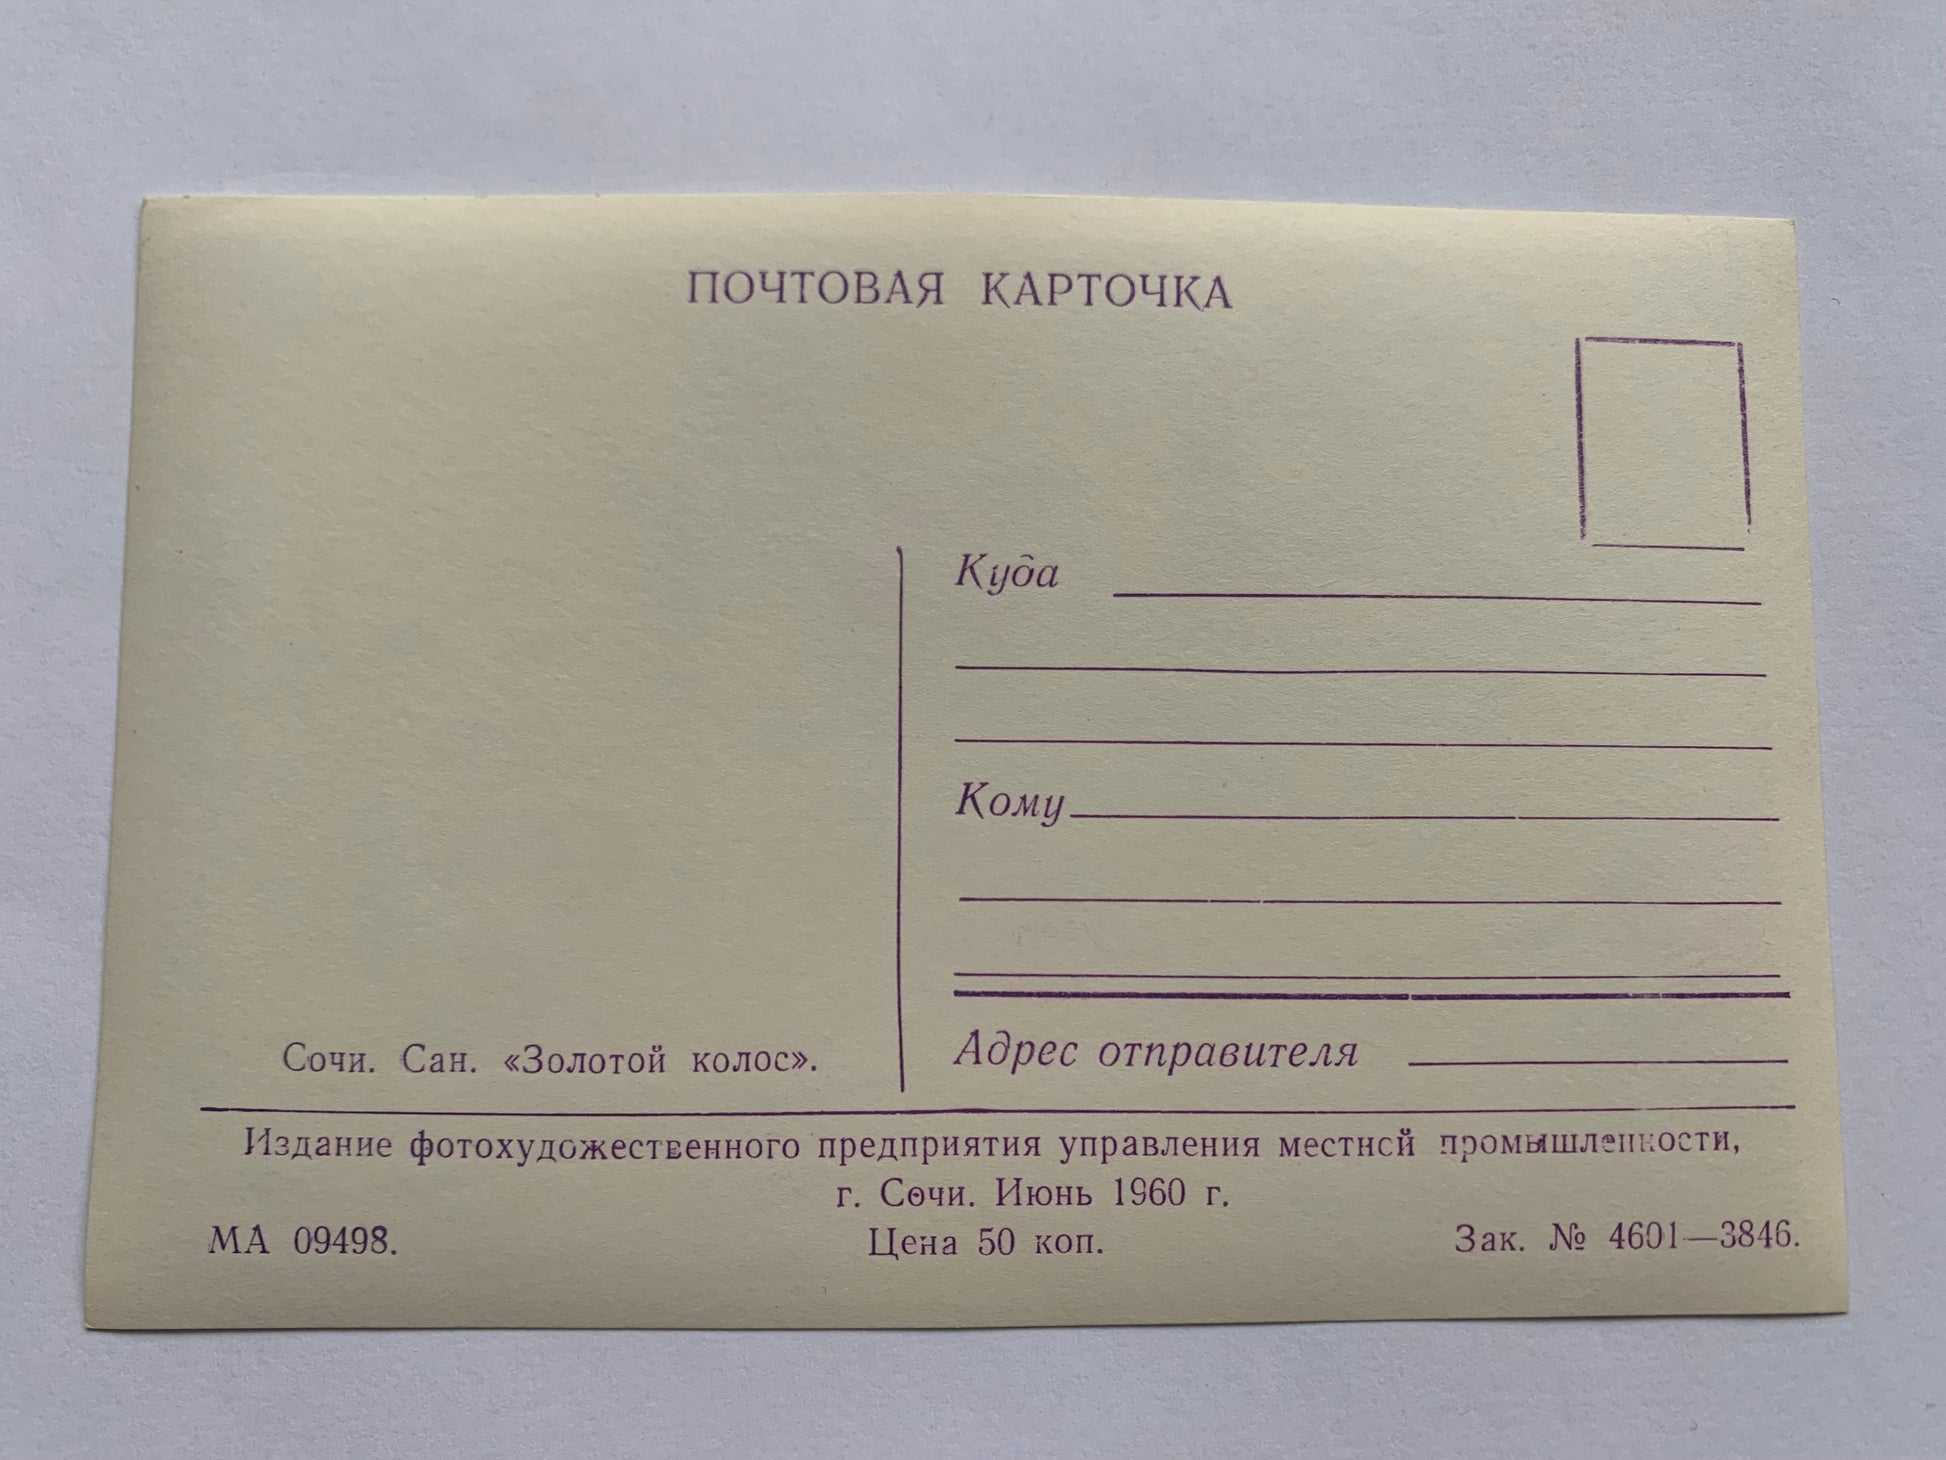 ПОЧТОВАЯ КАРТОЧКА
Куда
Кому
Адрес отправителя
Сочи. Сан. «Золотой колос».
Издание фотохудожественного предприятия управления местной промышленности,
г. Сочи. Июнь 1960 г.
МА 09498.
Цена 50 коп.
Зак. № 4601—3846.